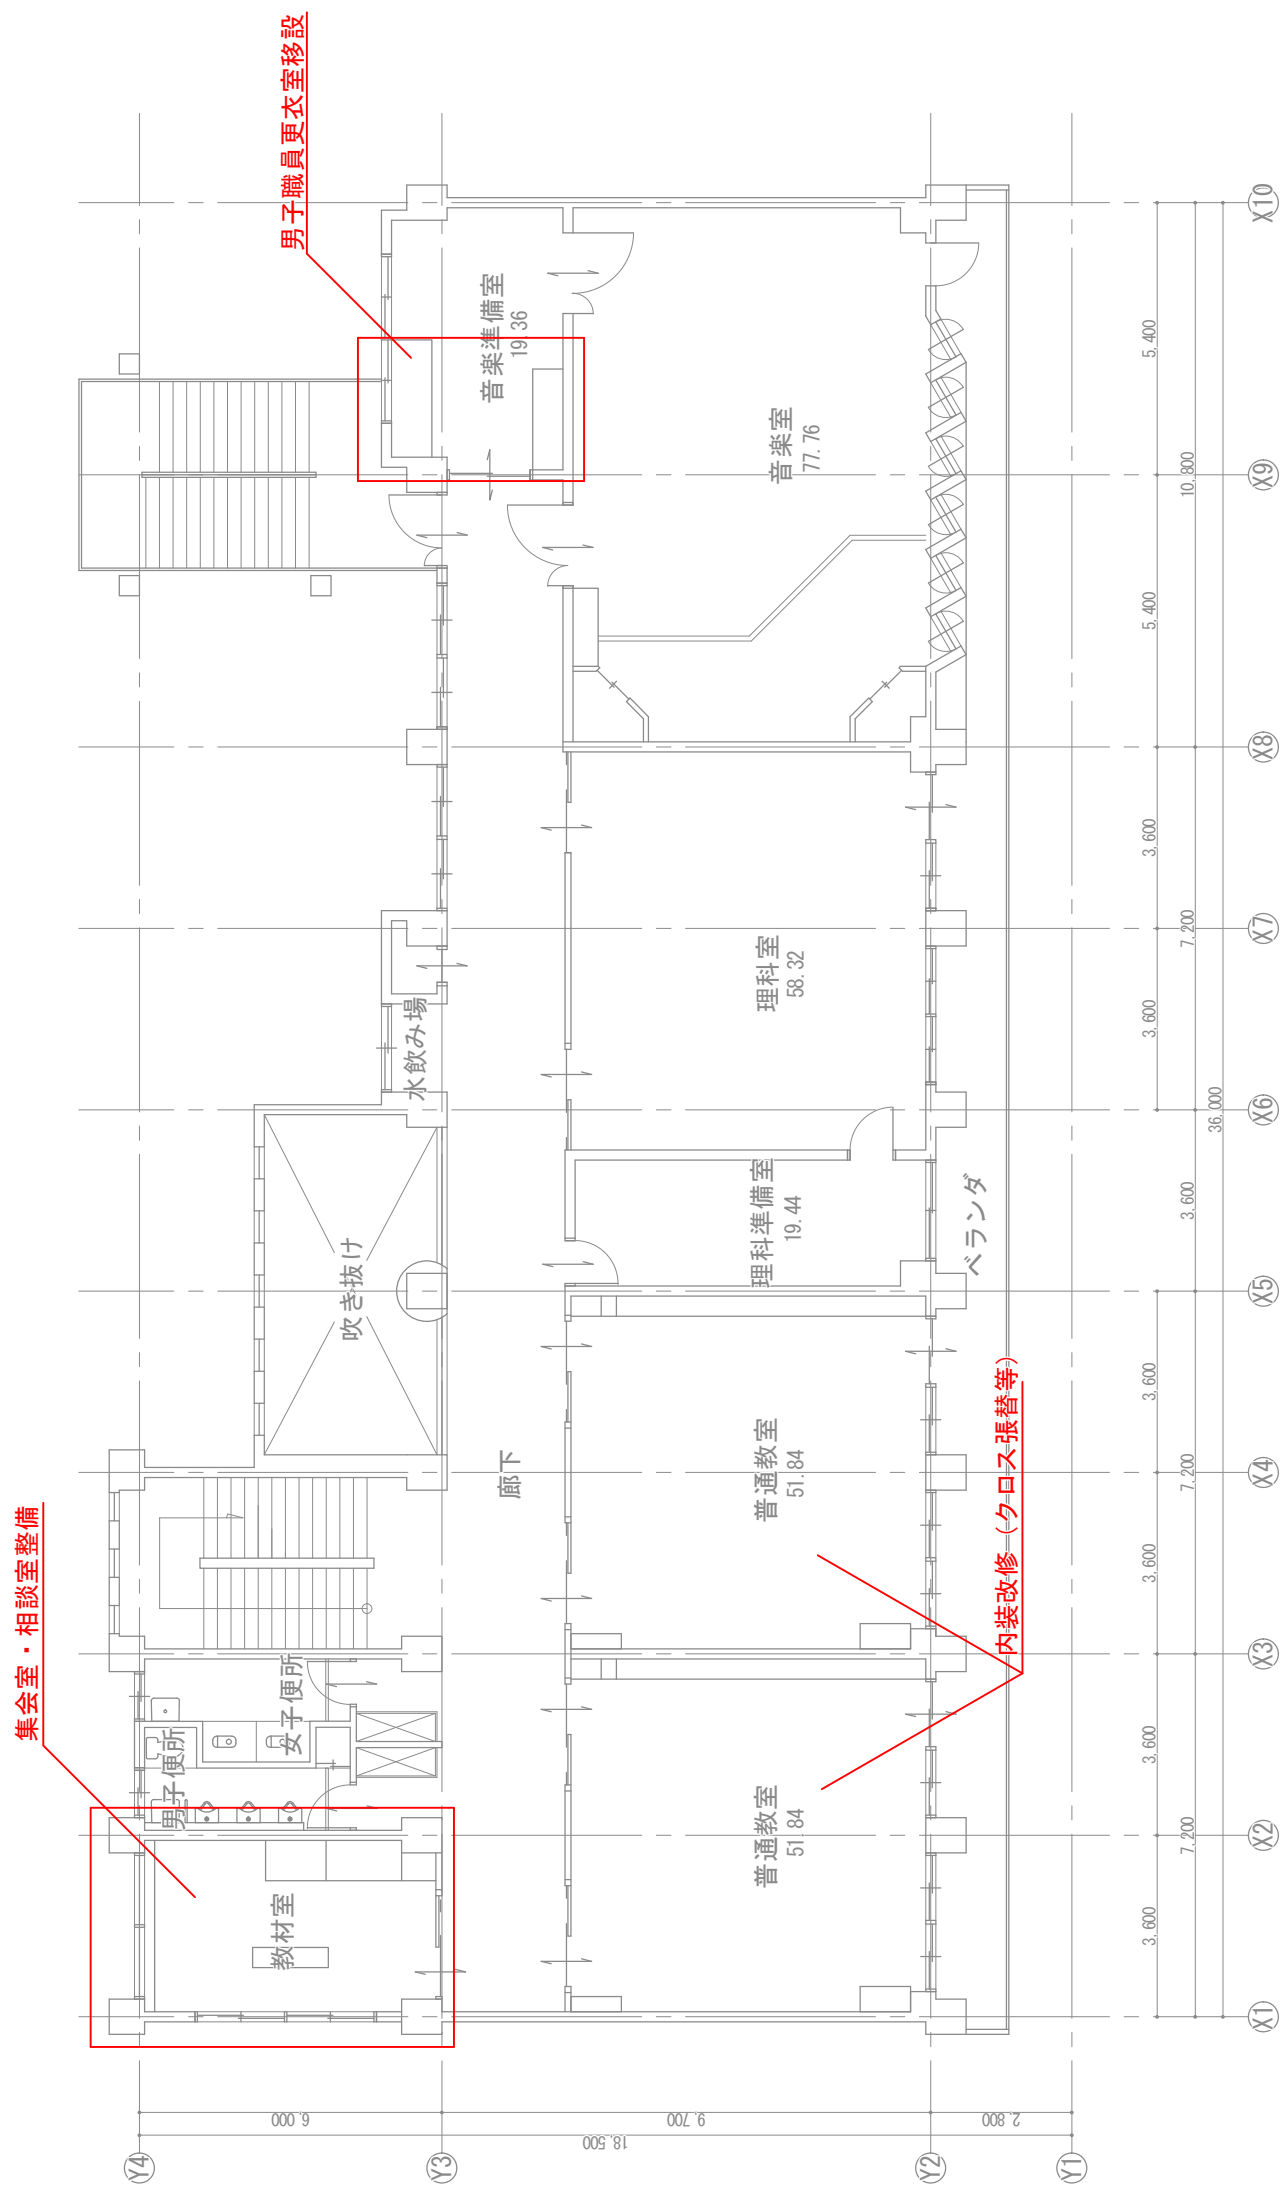 男子職員更衣室移設
集会室・相談室整備
内装改修（クロス張替等）
音楽準備室
19.36
音楽室
77.76
水飲み場
理科室
58.32
吹き抜け
理科準備室
19.44
ベランダ
廊下
普通教室
51.84
女子便所
男子便所
教材室
普通教室
51.84
5,400
5,400
3,600
3,600
3,600
3,600
3,600
3,600
10,800
7,200
3,600
7,200
7,200
36,000
6,000
9,700
2,800
18,500
Y4
Y3
Y2
Y1
X1
X2
X3
X4
X5
X6
X7
X8
X9
X10